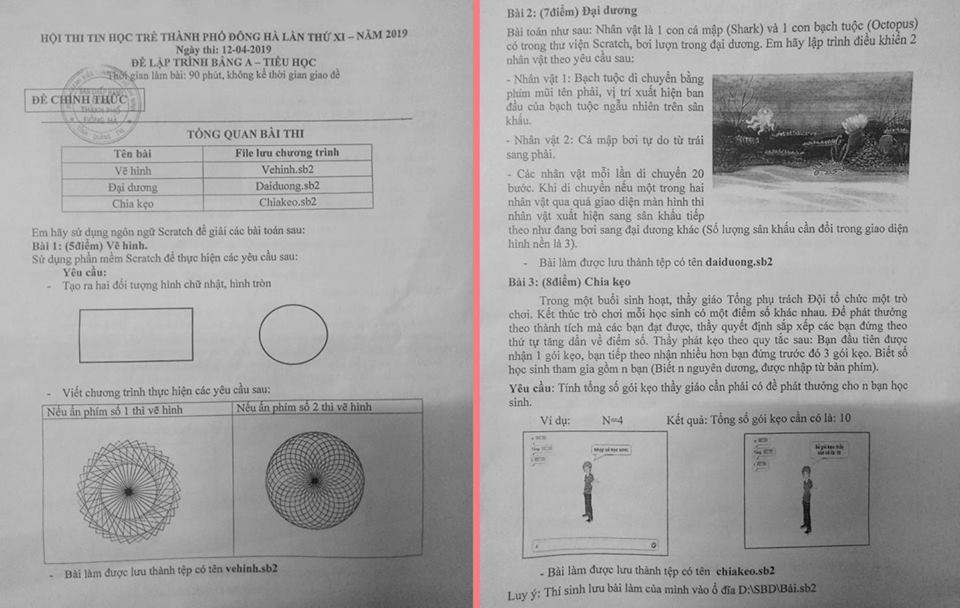 HỘI THI TIN HỌC TRẺ THÀNH PHỐ ĐÔNG HÀ LẦN THỨ XI – NĂM 2019
Ngày thi: 12-04-2019
ĐỀ LẬP TRÌNH BẢNG A – TIỂU HỌC
Thời gian làm bài: 90 phút, không kể thời gian giao đề
ĐỀ CHÍNH THỨC
THÀNH PHỐ
ĐÔNG HÀ
TỔNG QUAN BÀI THI
Tên bài File lưu chương trình
Vẽ hình Vehinh.sb2
Đại dương Daiduong.sb2
Chia kẹo Chiakeo.sb2
Em hãy sử dụng ngôn ngữ Scratch để giải các bài toán sau:
Bài 1: (5điểm) Vẽ hình.
Sử dụng phần mềm Scratch để thực hiện các yêu cầu sau:
Yêu cầu:
- Tạo ra hai đối tượng hình chữ nhật, hình tròn
- Viết chương trình thực hiện các yêu cầu sau:
Nếu ấn phím số 1 thì vẽ hình Nếu ấn phím số 2 thì vẽ hình
- Bài làm được lưu thành tệp có tên vehinh.sb2
Bài 2: (7điểm) Đại dương
Bài toán như sau: Nhân vật là 1 con cá mập (Shark) và 1 con bạch tuộc (Octopus)
có trong thư viện Scratch, bơi lượn trong đại dương. Em hãy lập trình điều khiển 2
nhân vật theo yêu cầu sau:
- Nhân vật 1: Bạch tuộc di chuyển bằng
phím mũi tên phải, vị trí xuất hiện ban
đầu của bạch tuộc ngẫu nhiên trên sân
khấu.
- Nhân vật 2: Cá mập bơi tự do từ trái
sang phải.
- Các nhân vật mỗi lần di chuyển 20
bước. Khi di chuyển nếu một trong hai
nhân vật qua quá giao diện màn hình thì
nhân vật xuất hiện sang sân khấu tiếp
theo như đang bơi sang đại dương khác (Số lượng sân khấu cần đổi trong giao diện
hình nền là 3).
- Bài làm được lưu thành tệp có tên daiduong.sb2
Bài 3: (8điểm) Chia kẹo
Trong một buổi sinh hoạt, thầy giáo Tổng phụ trách Đội tổ chức một trò
chơi. Kết thúc trò chơi mỗi học sinh có một điểm số khác nhau. Để phát thưởng
theo thành tích mà các bạn đạt được, thầy quyết định sắp xếp các bạn đứng theo
thứ tự tăng dần về điểm số. Thầy phát kẹo theo quy tắc sau: Bạn đầu tiên được
nhận 1 gói kẹo, bạn tiếp theo nhận nhiều hơn bạn đứng trước đó 3 gói kẹo. Biết số
học sinh tham gia gồm n bạn (Biết n nguyên dương, được nhập từ bàn phím).
Yêu cầu: Tính tổng số gói kẹo thầy giáo cần phải có để phát thưởng cho n bạn học
sinh.
Ví dụ: N=4 Kết quả: Tổng số gói kẹo cần có là: 10
Nhập số học sinh:
- Bài làm được lưu thành tệp có tên chiakeo.sb2
Luy ý: Thí sinh lưu bài làm của mình vào ổ đĩa D:\SBD\Bài.sb2